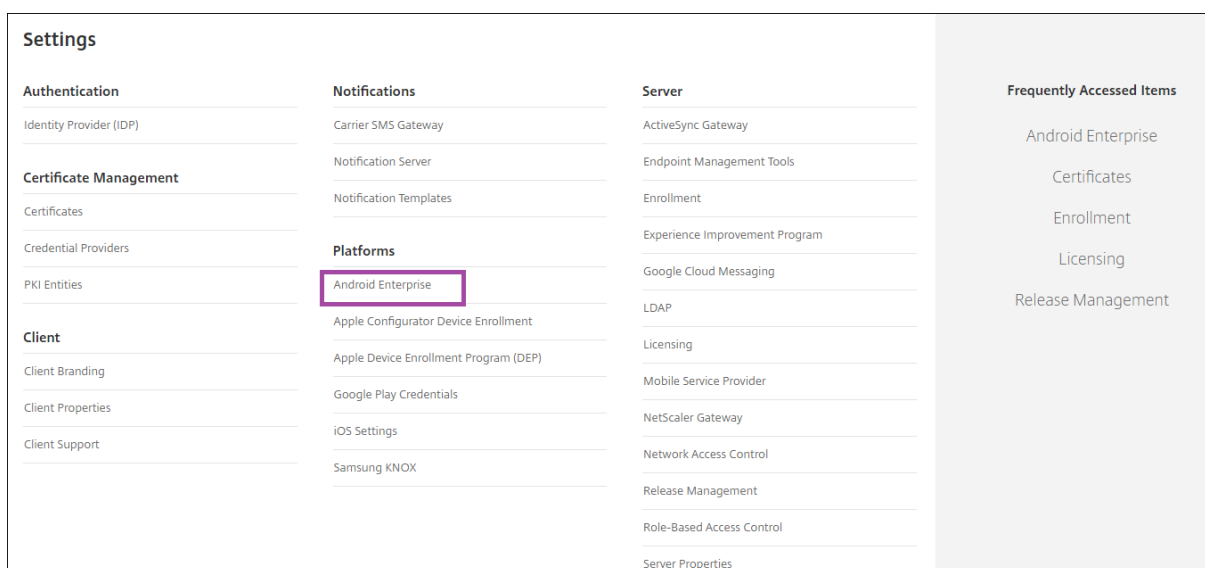 Settings
Authentication
Identity Provider (IDP)
Certificate Management
Certificates
Credential Providers
PKI Entities
Client
Client Branding
Client Properties
Client Support
Notifications
Carrier SMS Gateway
Notification Server
Notification Templates
Platforms
Android Enterprise
Apple Configurator Device Enrollment
Apple Device Enrollment Program (DEP)
Google Play Credentials
iOS Settings
Samsung KNOX
Server
ActiveSync Gateway
Endpoint Management Tools
Enrollment
Experience Improvement Program
Google Cloud Messaging
LDAP
Licensing
Mobile Service Provider
NetScaler Gateway
Network Access Control
Release Management
Role-Based Access Control
Server Properties
Frequently Accessed Items
Android Enterprise
Certificates
Enrollment
Licensing
Release Management